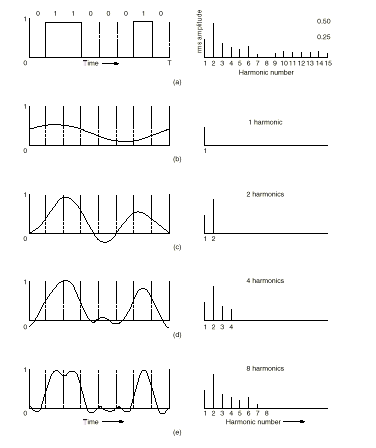 0 1 1 0 0 0 1 0
1
0
Time
T
(a)
rms amplitude
0.50
0.25
1 2 3 4 5 6 7 8 9 10 11 12 13 14 15
Harmonic number
1
0
(b)
1 harmonic
1
1
0
(c)
2 harmonics
1 2
1
0
(d)
4 harmonics
1 2 3 4
1
0
Time
(e)
8 harmonics
1 2 3 4 5 6 7 8
Harmonic number